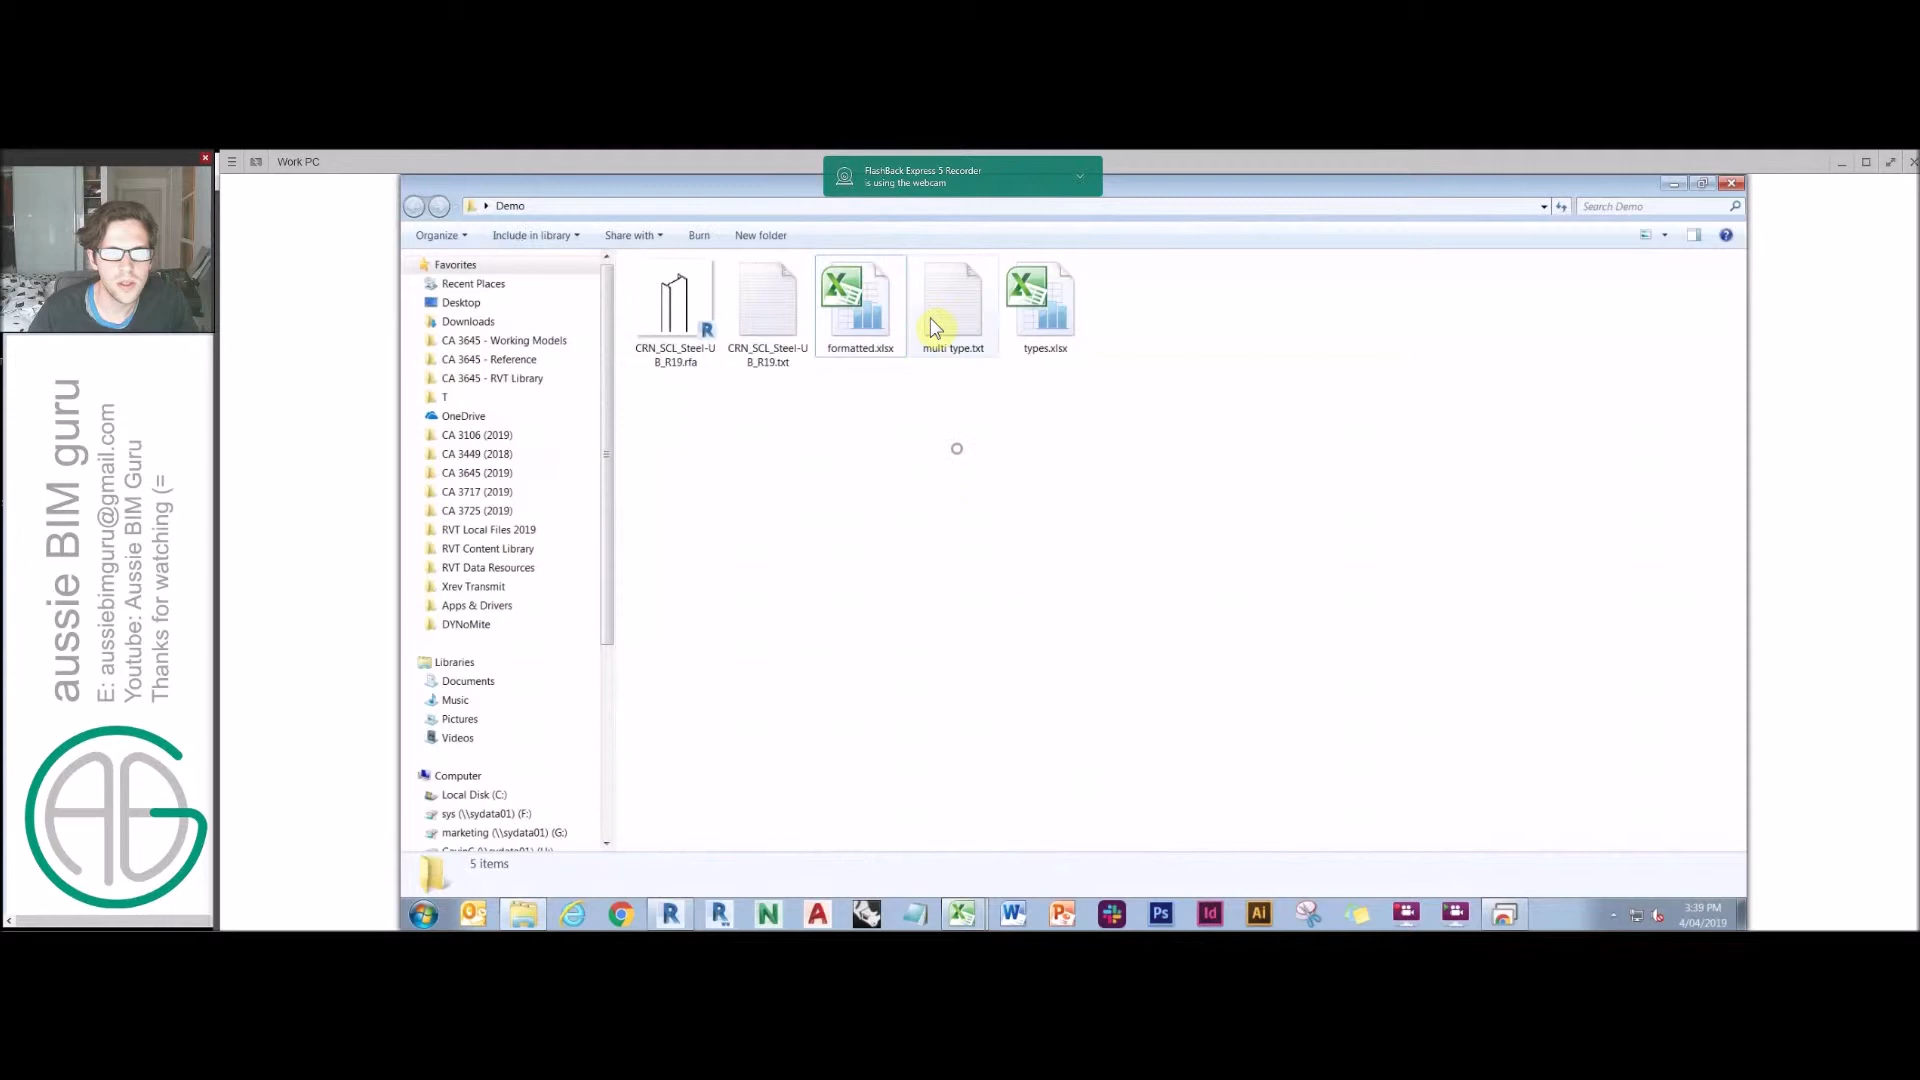 Work PC
FlashBack Express 5 Recorder
is using the webcam
Demo
Search Demo
Organize
Include in library
Share with
Burn
New folder
Favorites
Recent Places
Desktop
Downloads
CA 3645 - Working Models
CA 3645 - Reference
CA 3645 - RVT Library
T
OneDrive
CA 3106 (2019)
CA 3449 (2018)
CA 3645 (2019)
CA 3717 (2019)
CA 3725 (2019)
RVT Local Files 2019
RVT Content Library
RVT Data Resources
Xrev Transmit
Apps & Drivers
DYNoMite
Libraries
Documents
Music
Pictures
Videos
Computer
Local Disk (C:)
sys (\\sydata01) (F:)
marketing (\\sydata01) (G:)
CRN_SCL_Steel-U
B_R19.rfa
CRN_SCL_Steel-U
B_R19.txt
formatted.xlsx
multi type.txt
types.xlsx
5 items
3:39 PM
4/04/2019
aussie BIM guru
E: aussiebimguru@gmail.com
Youtube: Aussie BIM Guru
Thanks for watching (=